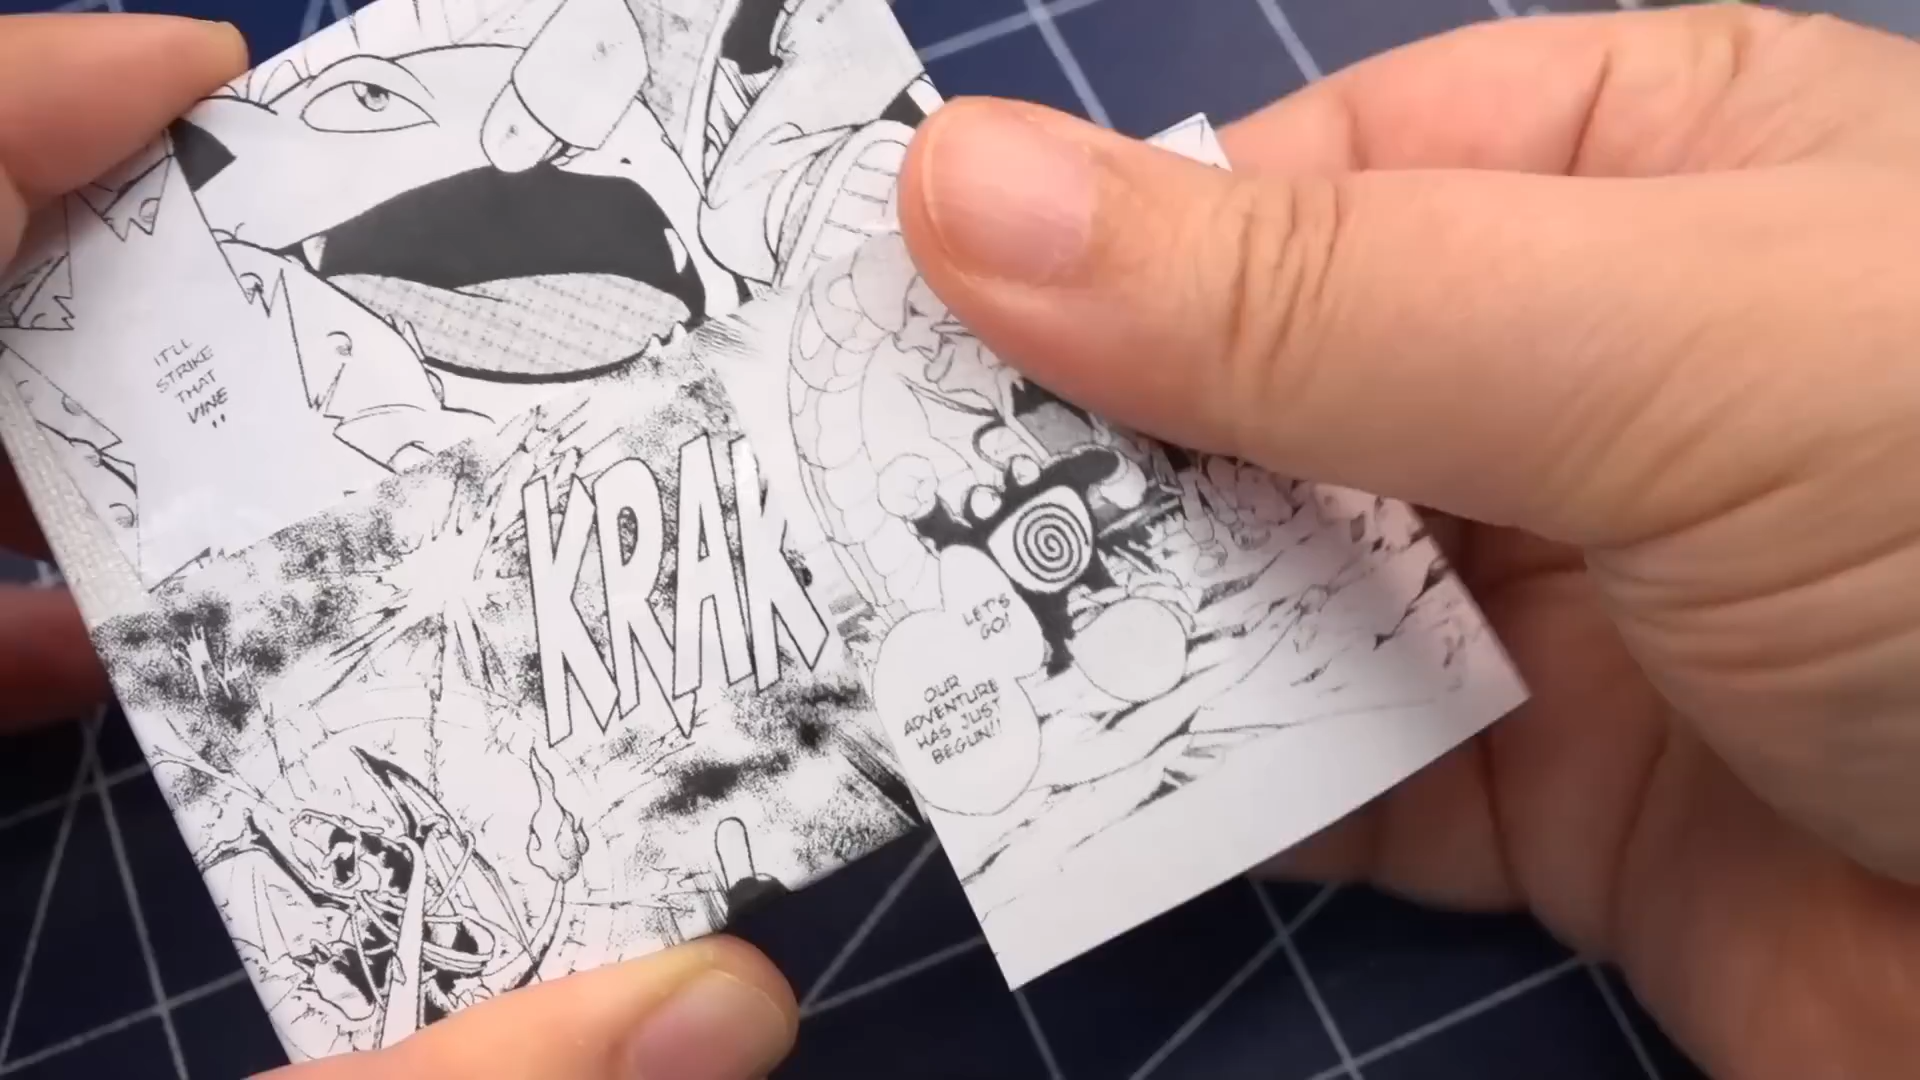 IT'LL
STRIKE
THAT
VINE
!!
KRAK
LET'S
GO!
OUR
ADVENTURE
HAS JUST
BEGUN!!